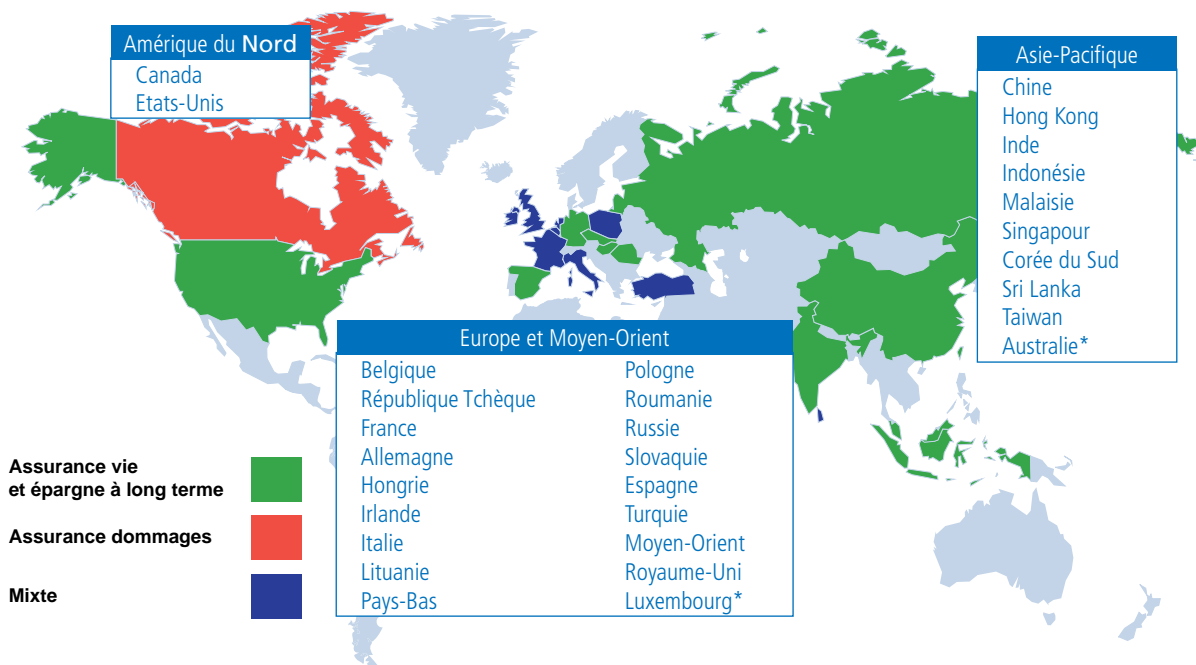 Amérique du Nord
Canada
Etats-Unis
Asie-Pacifique
Chine
Hong Kong
Inde
Indonésie
Malaisie
Singapour
Corée du Sud
Sri Lanka
Taiwan
Australie*
Europe et Moyen-Orient
Belgique
République Tchèque
France
Allemagne
Hongrie
Irlande
Italie
Lituanie
Pays-Bas
Pologne
Roumanie
Russie
Slovaquie
Espagne
Turquie
Moyen-Orient
Royaume-Uni
Luxembourg*
Assurance vie
et épargne à long terme
Assurance dommages
Mixte